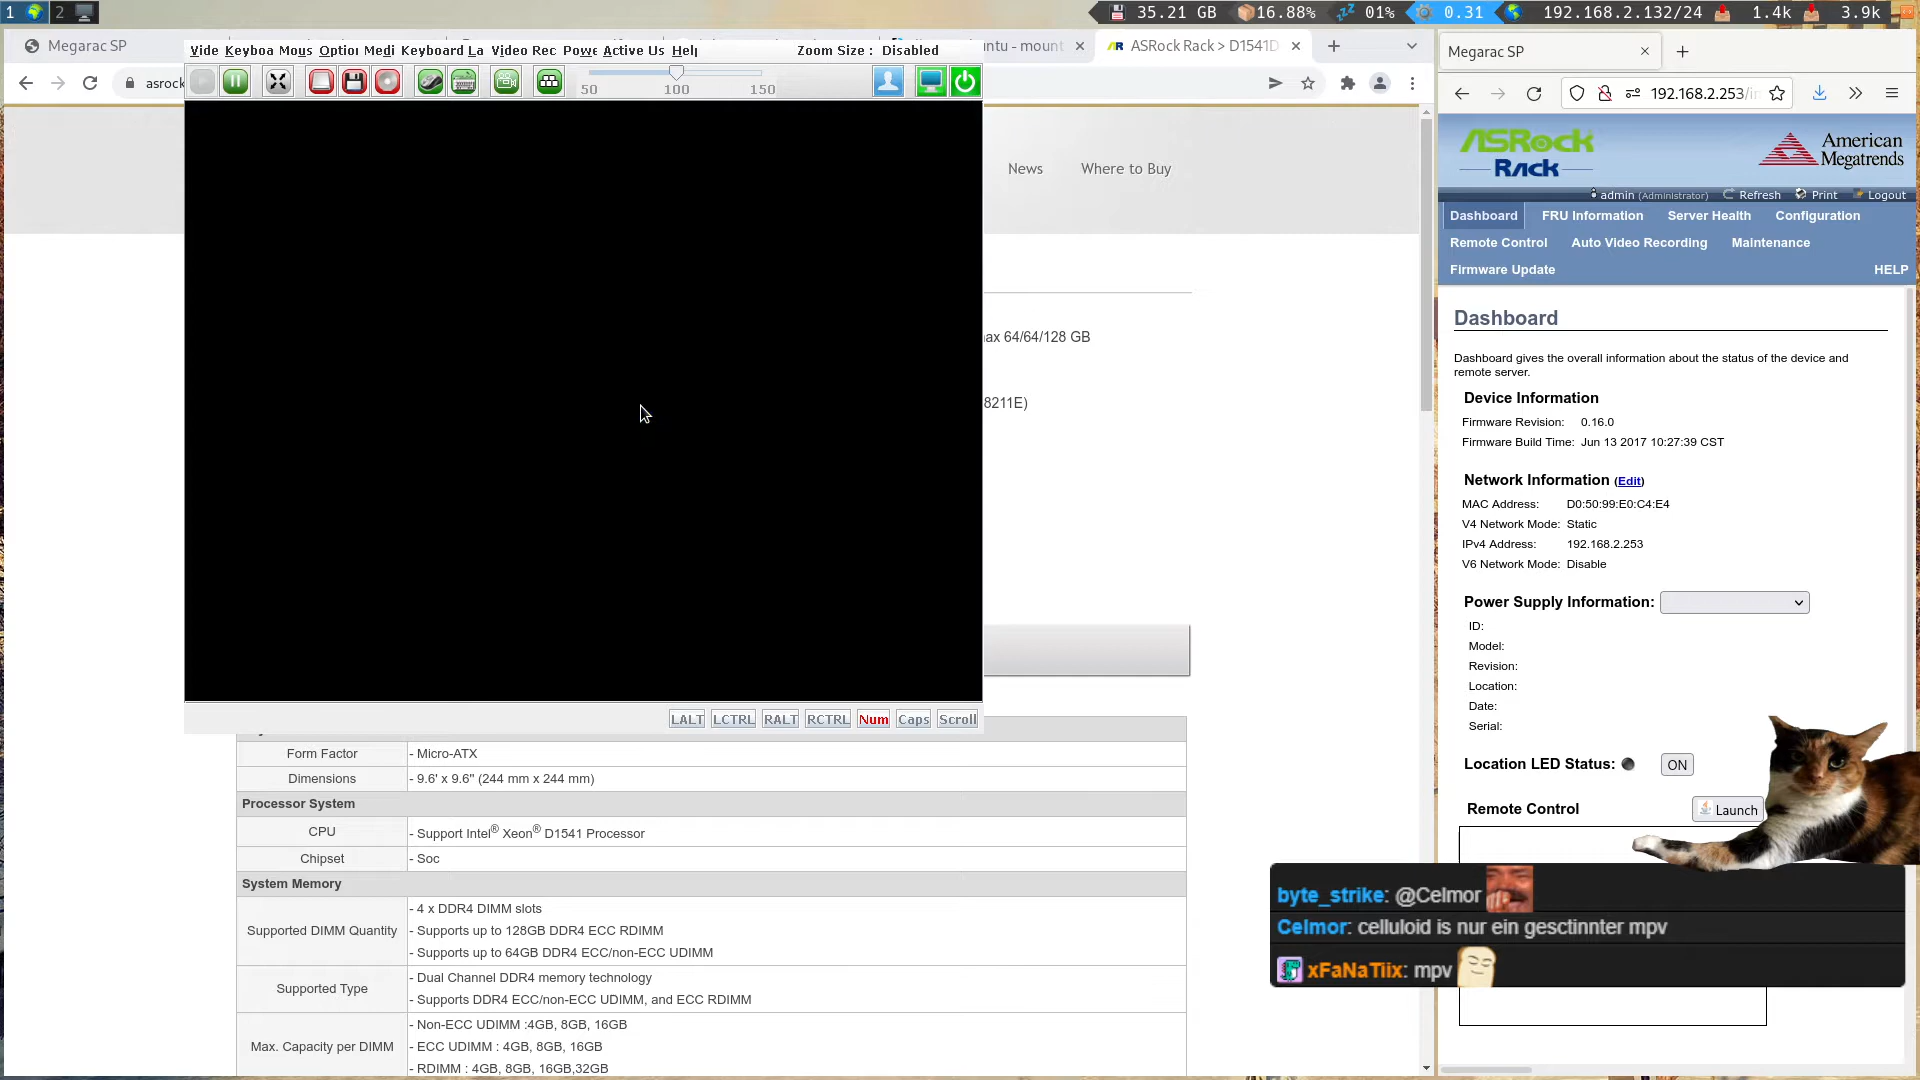 1 2
35.21 GB 16.88% 01% 0.31 192.168.2.132/24 1.4k 3.9k
Megarac SP
untu - mount
ASRock Rack > D1541D
asrock
News Where to Buy
max 64/64/128 GB
8211E)
Vide Keyboa Mous Option Medi Keyboard La Video Rec Powe Active Us Help Zoom Size : Disabled
50 100 150
LALT LCTRL RALT RCTRL Num Caps Scroll
Form Factor - Micro-ATX
Dimensions - 9.6' x 9.6" (244 mm x 244 mm)
Processor System
CPU - Support Intel® Xeon® D1541 Processor
Chipset - Soc
System Memory
Supported DIMM Quantity
- 4 x DDR4 DIMM slots
- Supports up to 128GB DDR4 ECC RDIMM
- Supports up to 64GB DDR4 ECC/non-ECC UDIMM
Supported Type
- Dual Channel DDR4 memory technology
- Supports DDR4 ECC/non-ECC UDIMM, and ECC RDIMM
Max. Capacity per DIMM
- Non-ECC UDIMM :4GB, 8GB, 16GB
- ECC UDIMM : 4GB, 8GB, 16GB
- RDIMM : 4GB, 8GB, 16GB,32GB
Megarac SP
192.168.2.253/in
ASRock
Rack
American
Megatrends
admin (Administrator) Refresh Print Logout
Dashboard FRU Information Server Health Configuration
Remote Control Auto Video Recording Maintenance
Firmware Update HELP
Dashboard
Dashboard gives the overall information about the status of the device and
remote server.
Device Information
Firmware Revision: 0.16.0
Firmware Build Time: Jun 13 2017 10:27:39 CST
Network Information (Edit)
MAC Address: D0:50:99:E0:C4:E4
V4 Network Mode: Static
IPv4 Address: 192.168.2.253
V6 Network Mode: Disable
Power Supply Information:
ID:
Model:
Revision:
Location:
Date:
Serial:
Location LED Status: ON
Remote Control Launch
byte_strike: @Celmor
Celmor: celluloid is nur ein gesctinnter mpv
xFaNaTiix: mpv